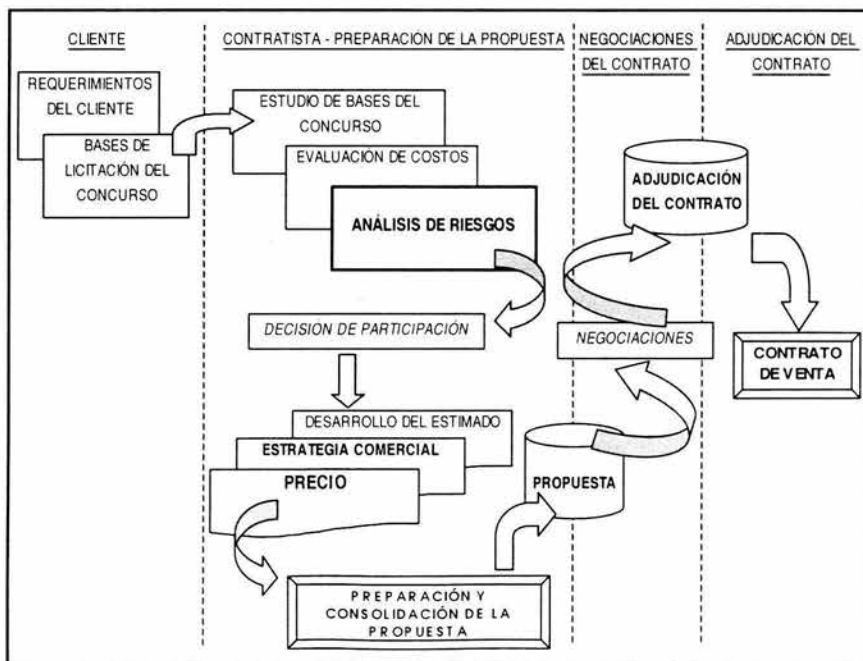 CLIENTE
CONTRATISTA - PREPARACIÓN DE LA PROPUESTA
NEGOCIACIONES
DEL CONTRATO
ADJUDICACIÓN DEL
CONTRATO
REQUERIMIENTOS
DEL CLIENTE
BASES DE
LICITACIÓN DEL
CONCURSO
ESTUDIO DE BASES DEL
CONCURSO
EVALUACIÓN DE COSTOS
ANÁLISIS DE RIESGOS
ADJUDICACIÓN
DEL CONTRATO
DECISION DE PARTICIPACIÓN
NEGOCIACIONES
CONTRATO
DE VENTA
DESARROLLO DEL ESTIMADO
ESTRATEGIA COMERCIAL
PRECIO
PROPUESTA
PREPARACIÓN Y
CONSOLIDACIÓN DE LA
PROPUESTA